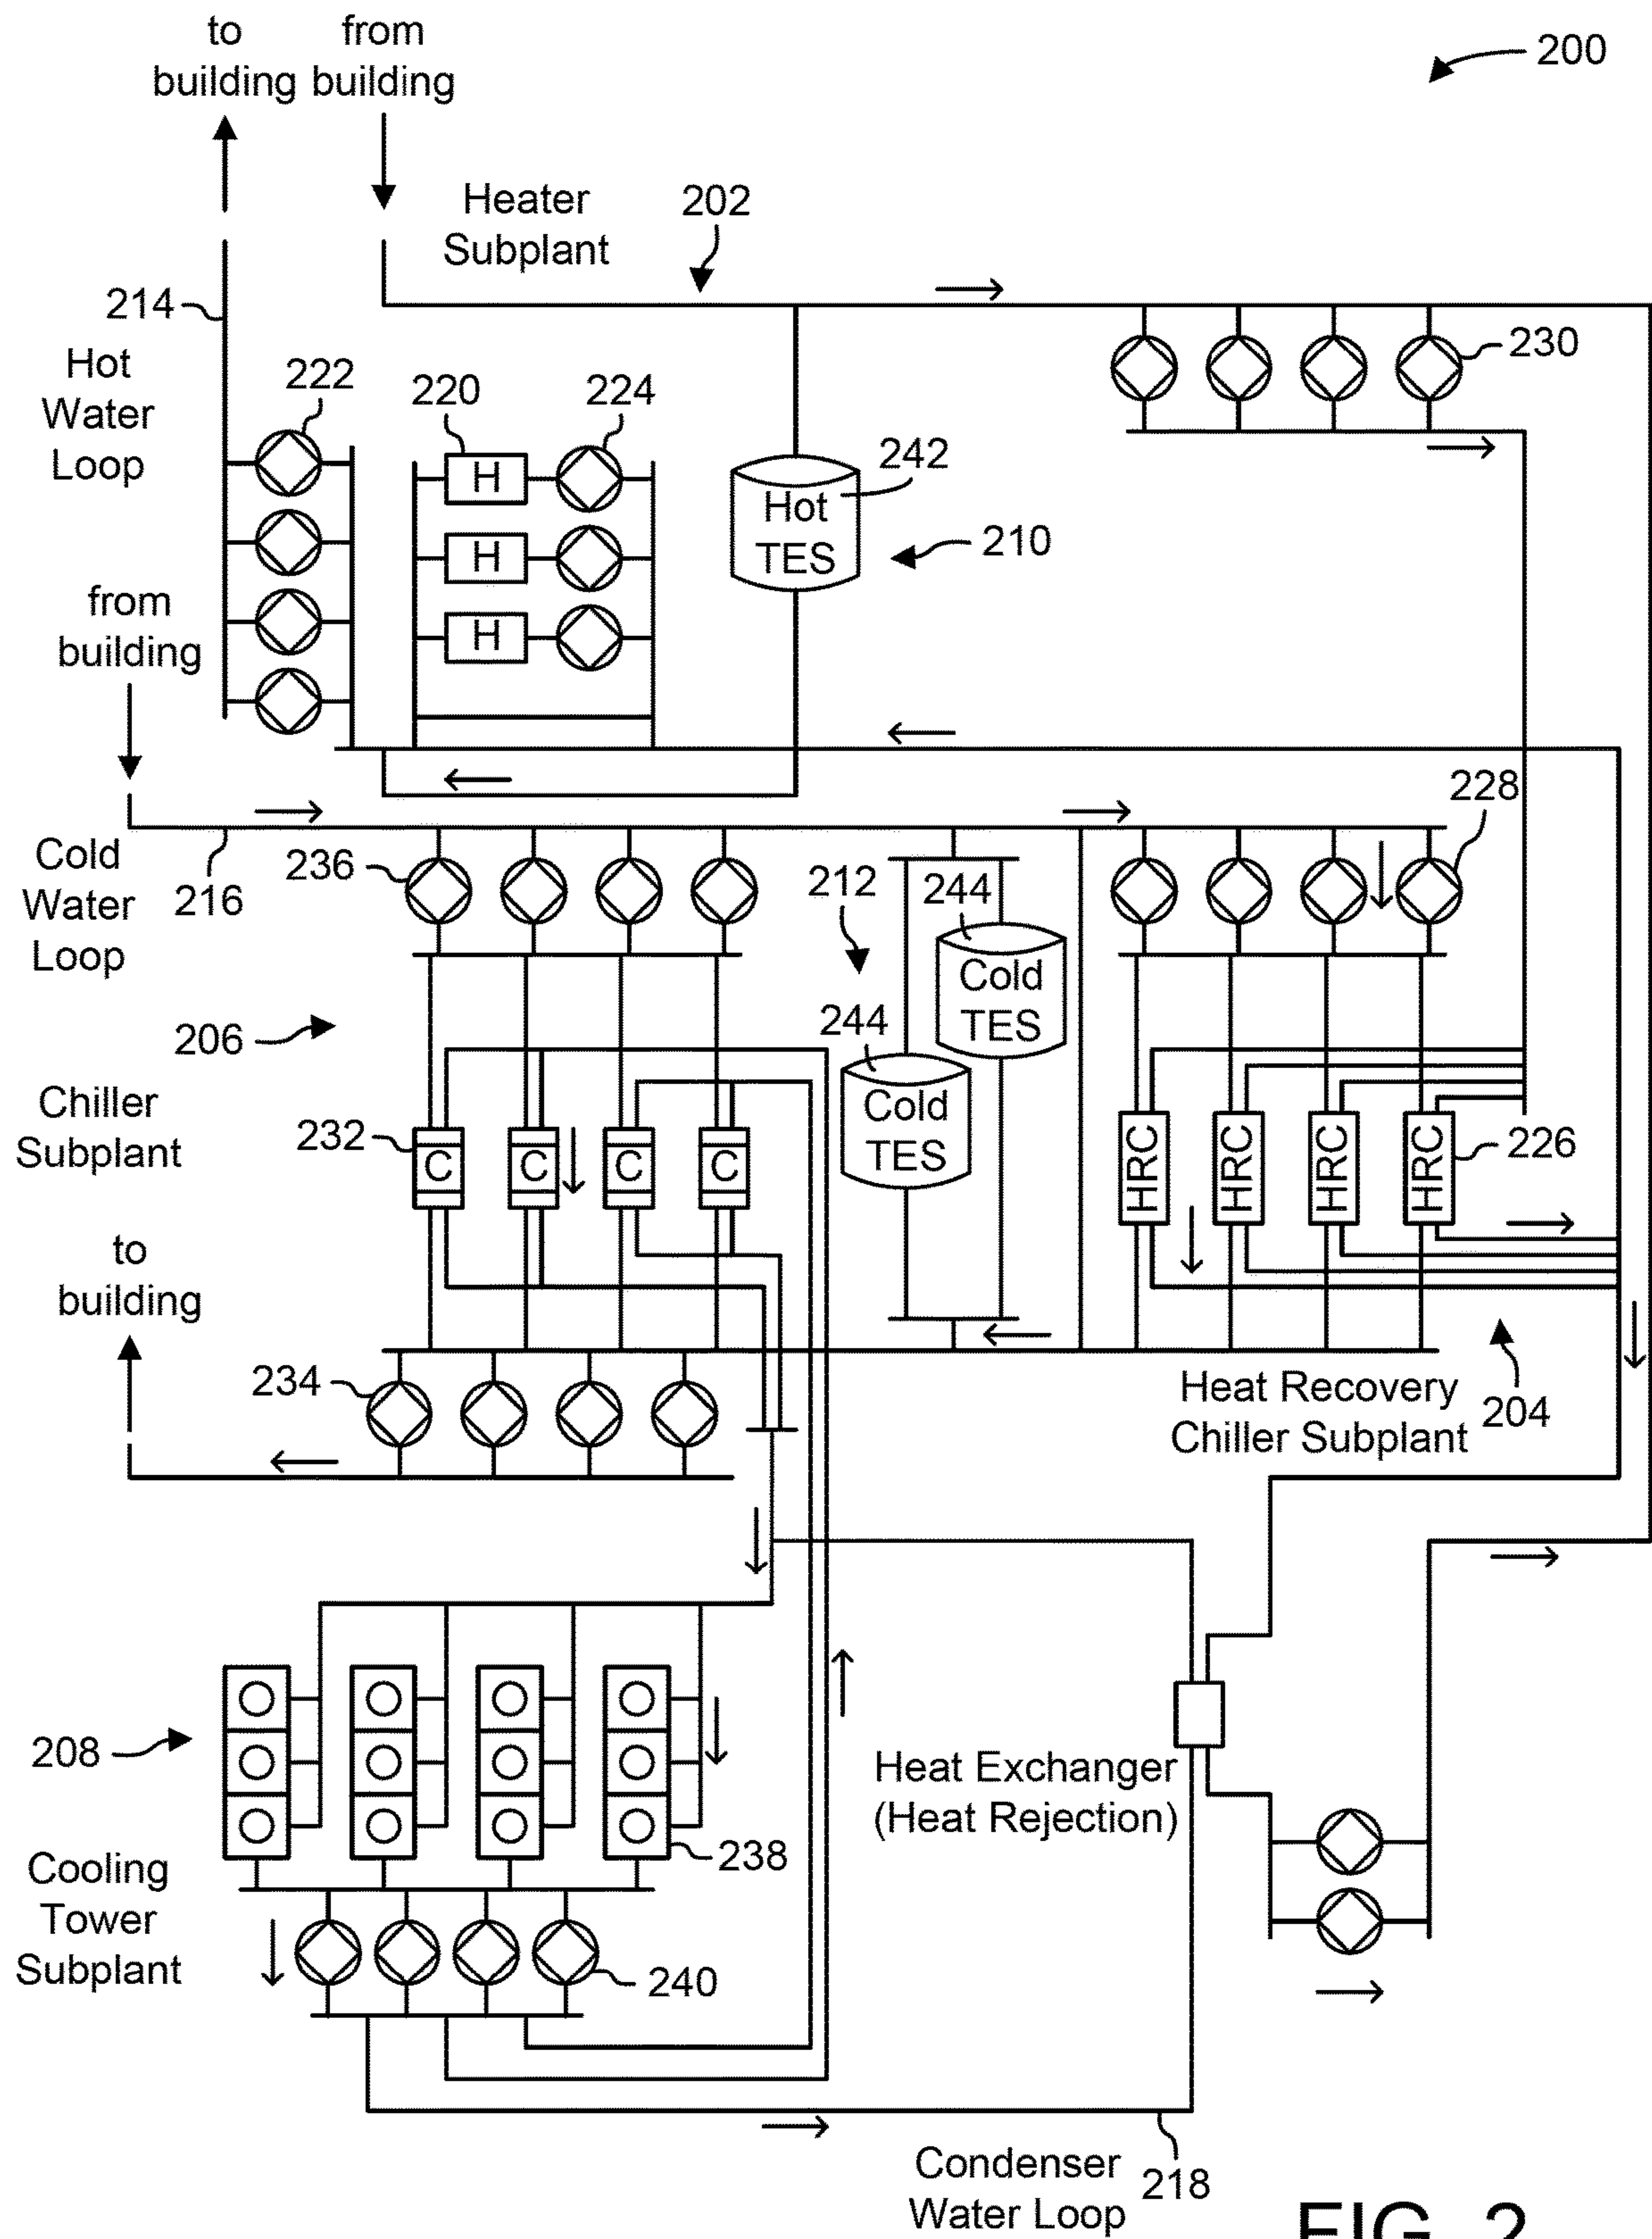 to
building
from
building
200
Heater
Subplant
202
214
Hot
Water
Loop
222
220
224
230
H
H
H
Hot
TES
242
210
from
building
228
Cold
Water
Loop
216
236
212
244
Cold
TES
244
Cold
TES
206
Chiller
Subplant
232
C
C
C
C
HRC
HRC
HRC
HRC
226
to
building
234
Heat Recovery
Chiller Subplant
204
208
Heat Exchanger
(Heat Rejection)
238
Cooling
Tower
Subplant
240
Condenser
Water Loop
218
FIG. 2